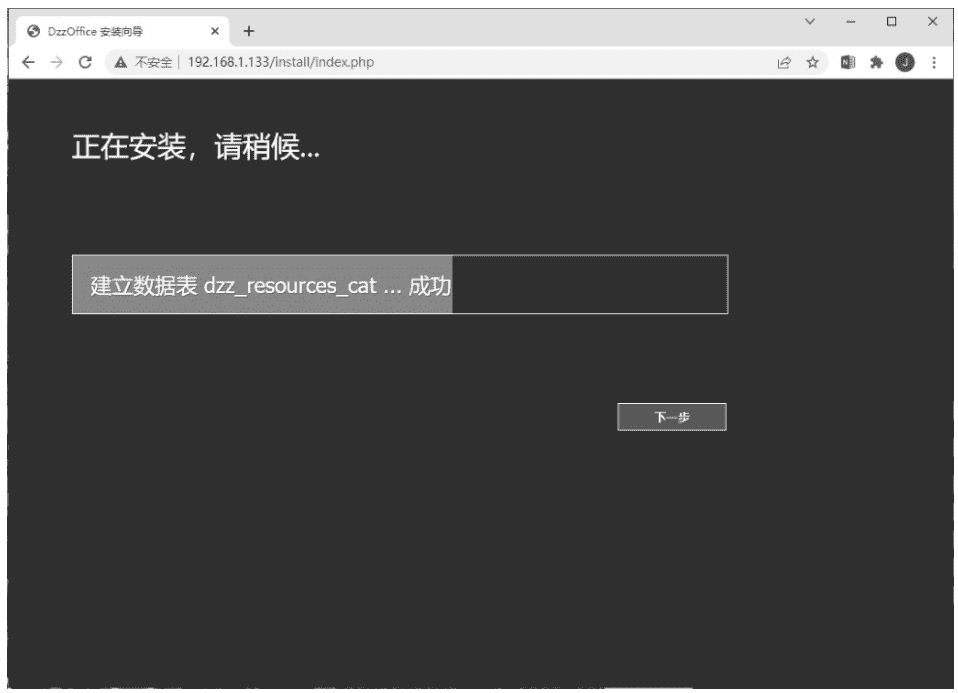 DzzOffice 安装向导
不安全 192.168.1.133/install/index.php
正在安装，请稍候...
建立数据表 dzz_resources_cat ... 成功
下一步